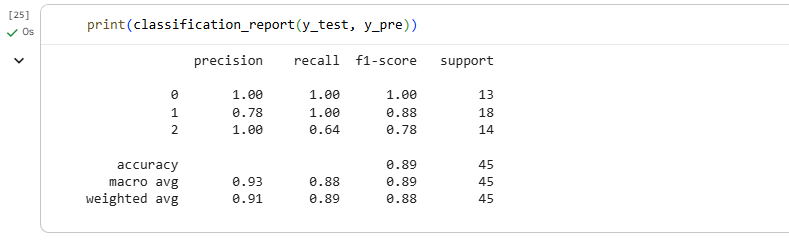 [25]
0s
print(classification_report(y_test, y_pre))
precision recall f1-score support
0 1.00 1.00 1.00 13
1 0.78 1.00 0.88 18
2 1.00 0.64 0.78 14
accuracy 0.89 45
macro avg 0.93 0.88 0.89 45
weighted avg 0.91 0.89 0.88 45